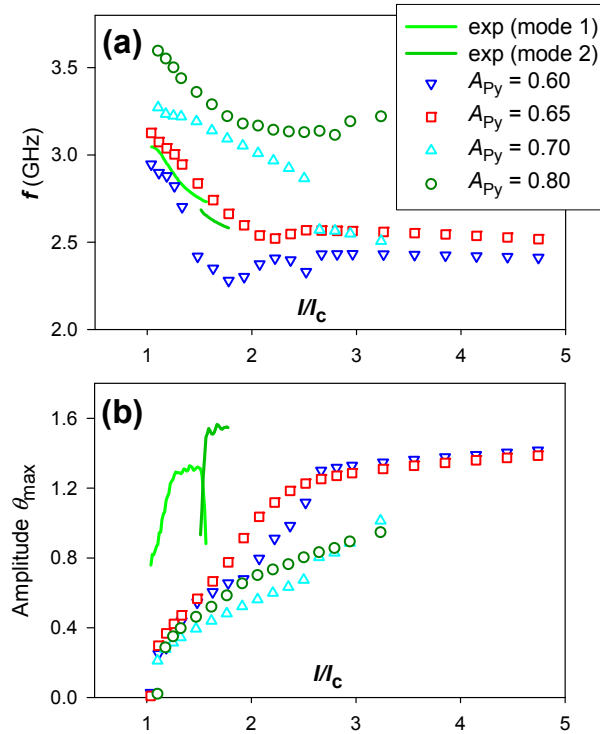 (a)
exp (mode 1)
exp (mode 2)
A_Py = 0.60
A_Py = 0.65
A_Py = 0.70
A_Py = 0.80
f (GHz)
3.5
3.0
2.5
2.0
I/I_c
1 2 3 4 5
(b)
Amplitude θ_max
1.6
1.2
0.8
0.4
0.0
I/I_c
1 2 3 4 5